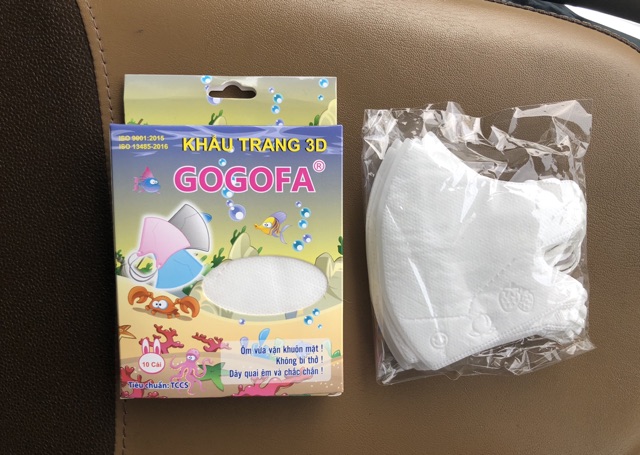 ISO 9001:2015
ISO 13485-2016
KHẨU TRANG 3D
GOGOFA®
Ôm vừa vặn khuôn mặt !
Không bí thở !
Dây quai êm và chắc chắn !
10 Cái
Tiêu chuẩn: TCCS